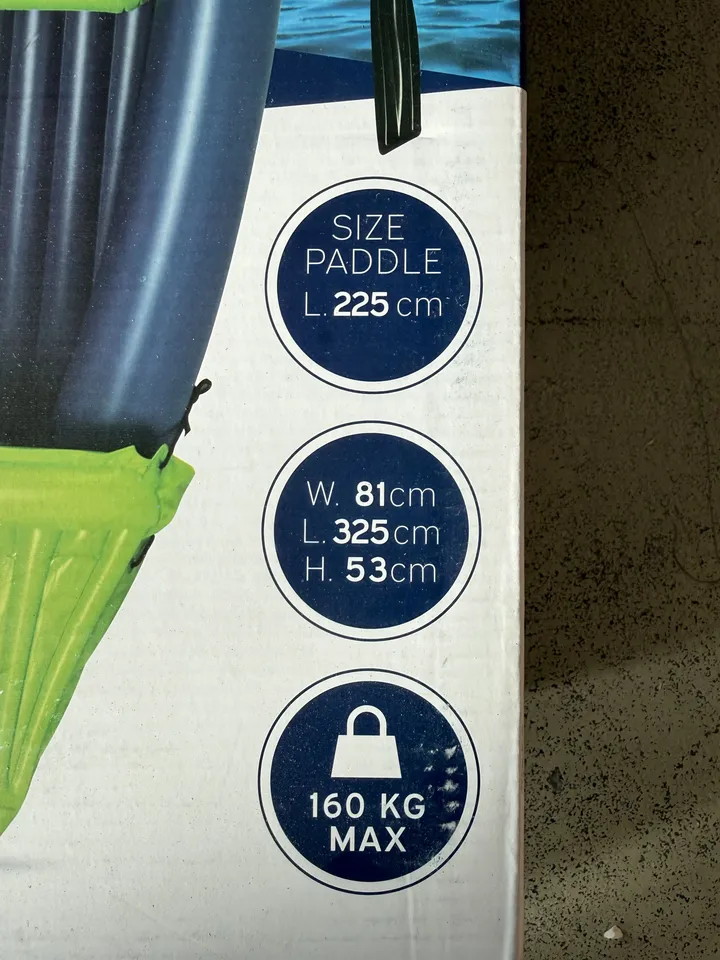 SIZE
PADDLE
L. 225 cm
W. 81cm
L. 325cm
H. 53cm
160 KG
MAX